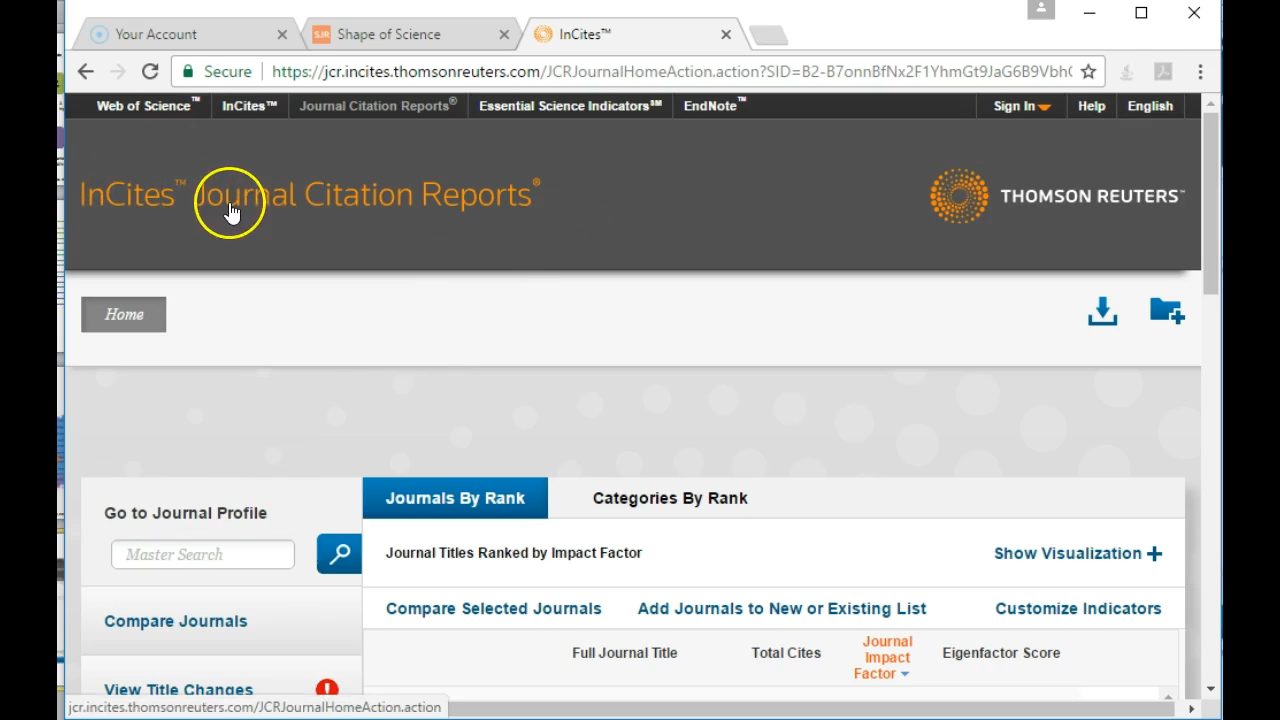 Your Account
SJR Shape of Science
InCites™
Secure https://jcr.incites.thomsonreuters.com/JCRJournalHomeAction.action?SID=B2-B7onnBfNx2F1YhmGt9JaG6B9Vbh
Web of Science™ InCites™ Journal Citation Reports® Essential Science Indicators℠ EndNote™ Sign In Help English
InCites™ Journal Citation Reports®
THOMSON REUTERS™
Home
Journals By Rank Categories By Rank
Go to Journal Profile
Master Search
Journal Titles Ranked by Impact Factor Show Visualization +
Compare Selected Journals Add Journals to New or Existing List Customize Indicators
Compare Journals
Full Journal Title Total Cites Journal Impact Factor Eigenfactor Score
View Title Changes
jcr.incites.thomsonreuters.com/JCRJournalHomeAction.action